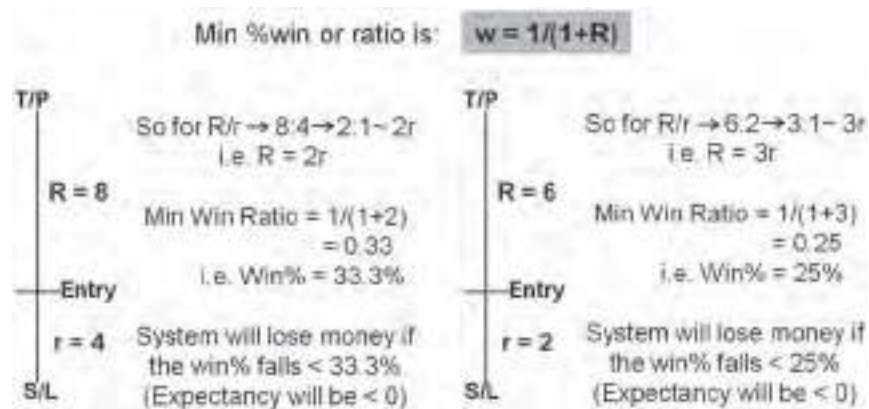 Min %win or ratio is: w = 1/(1+R)
T/P
So for R/r → 8:4 → 2:1 ~ 2r
i.e. R = 2r
R = 8
Min Win Ratio = 1/(1+2)
= 0.33
i.e. Win% = 33.3%
Entry
r = 4
System will lose money if
the win% falls < 33.3%
(Expectancy will be < 0)
S/L
T/P
So for R/r → 6:2 → 3:1 ~ 3r
i.e. R = 3r
R = 6
Min Win Ratio = 1/(1+3)
= 0.25
i.e. Win% = 25%
Entry
r = 2
System will lose money if
the win% falls < 25%
(Expectancy will be < 0)
S/L